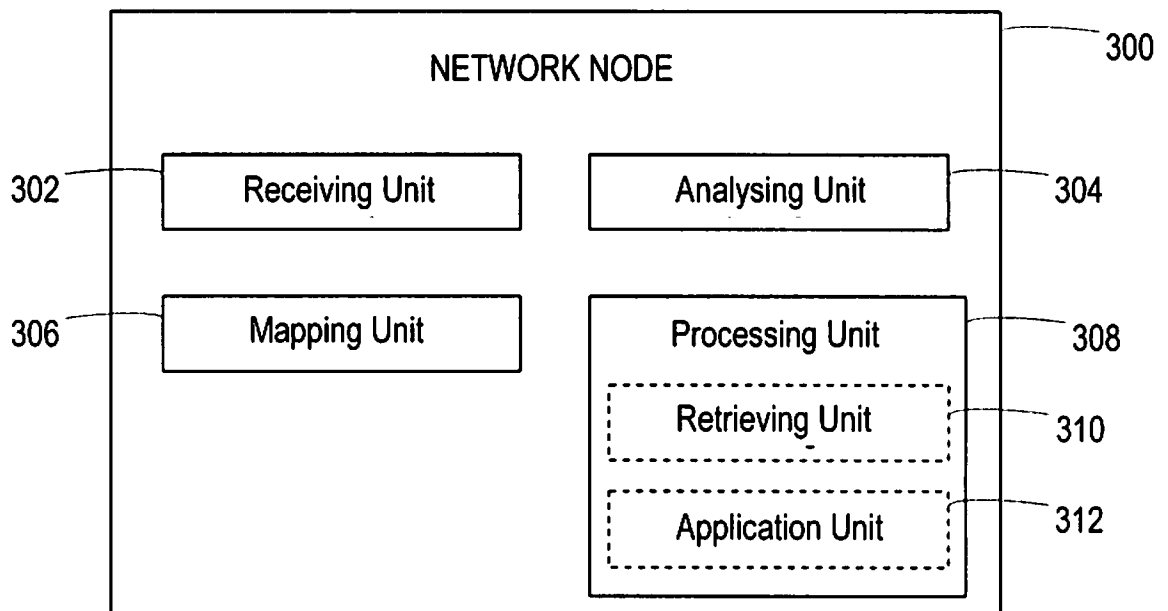 NETWORK NODE
300
302
Receiving Unit
Analysing Unit
304
306
Mapping Unit
Processing Unit
308
Retrieving Unit
310
Application Unit
312